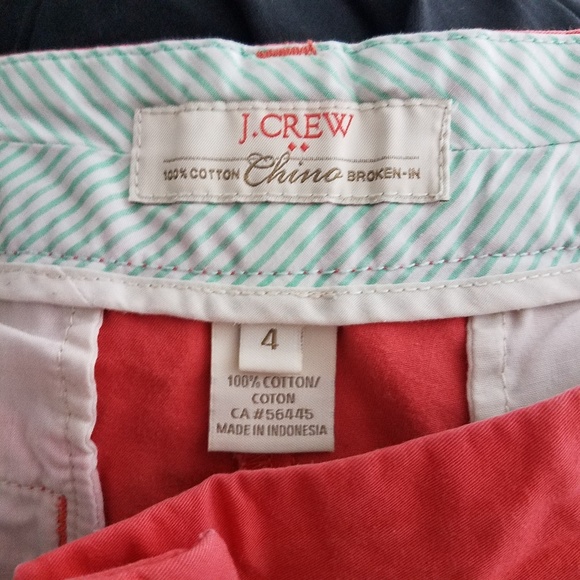 J.CREW
100% COTTON Chino BROKEN-IN
4
100% COTTON/
COTON
CA #56445
MADE IN INDONESIA